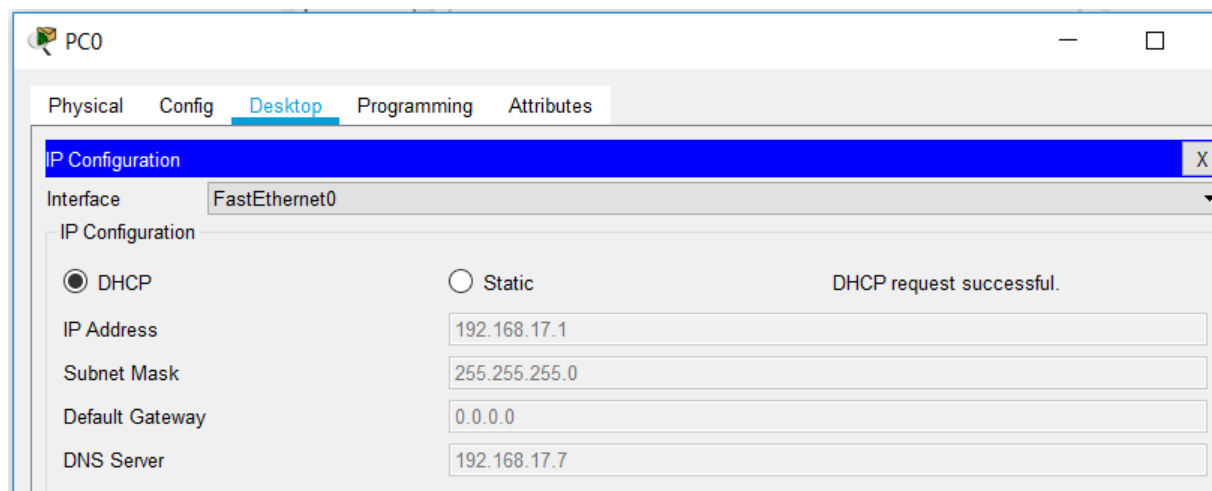 PC0
Physical Config Desktop Programming Attributes
IP Configuration X
Interface FastEthernet0
IP Configuration
DHCP Static DHCP request successful.
IP Address 192.168.17.1
Subnet Mask 255.255.255.0
Default Gateway 0.0.0.0
DNS Server 192.168.17.7